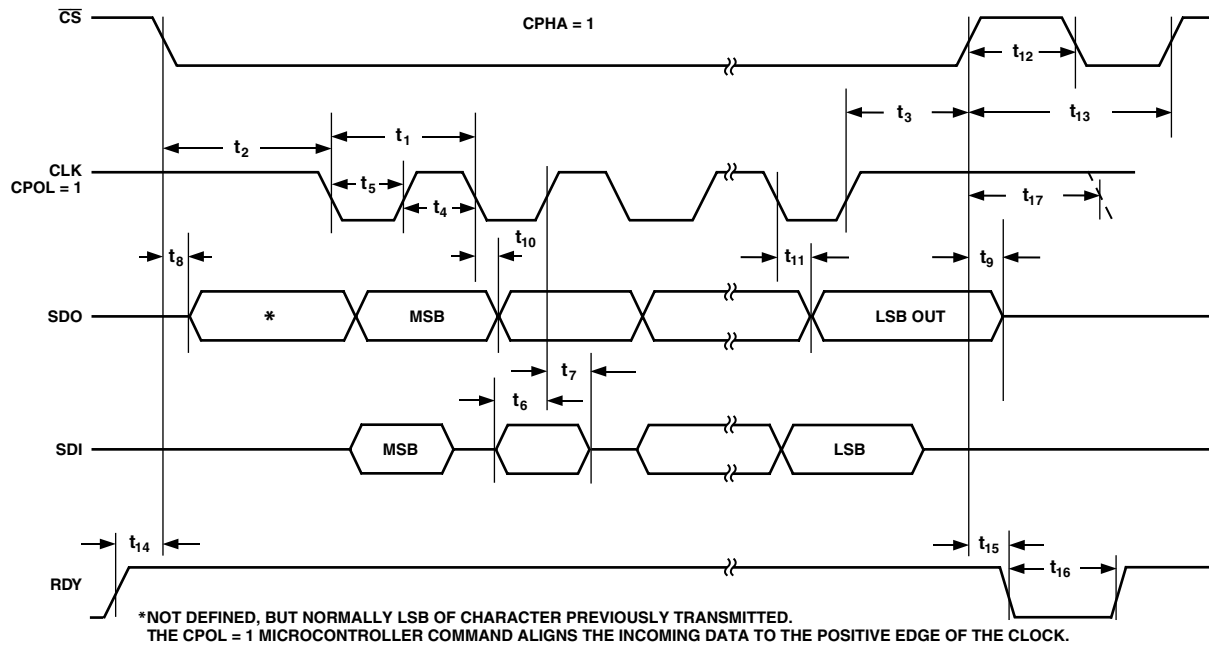 CS
CPHA = 1
t12
t3
t13
t1
t2
CLK
CPOL = 1
t5
t4
t17
t10
t8
t11
t9
SDO
*
MSB
LSB OUT
t7
t6
SDI
MSB
LSB
t14
t15
t16
RDY
*NOT DEFINED, BUT NORMALLY LSB OF CHARACTER PREVIOUSLY TRANSMITTED.
THE CPOL = 1 MICROCONTROLLER COMMAND ALIGNS THE INCOMING DATA TO THE POSITIVE EDGE OF THE CLOCK.